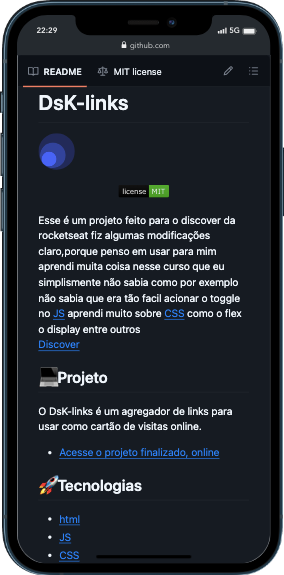 22:29
5G
github.com
README
MIT license
DsK-links
license MIT
Esse é um projeto feito para o discover da
rocketseat fiz algumas modificações
claro,porque penso em usar para mim
aprendi muita coisa nesse curso que eu
simplismente não sabia como por exemplo
não sabia que era tão facil acionar o toggle
no JS aprendi muito sobre CSS como o flex
o display entre outros
Discover
💻Projeto
O DsK-links é um agregador de links para
usar como cartão de visitas online.
• Acesse o projeto finalizado, online
🚀Tecnologias
• html
• JS
• CSS